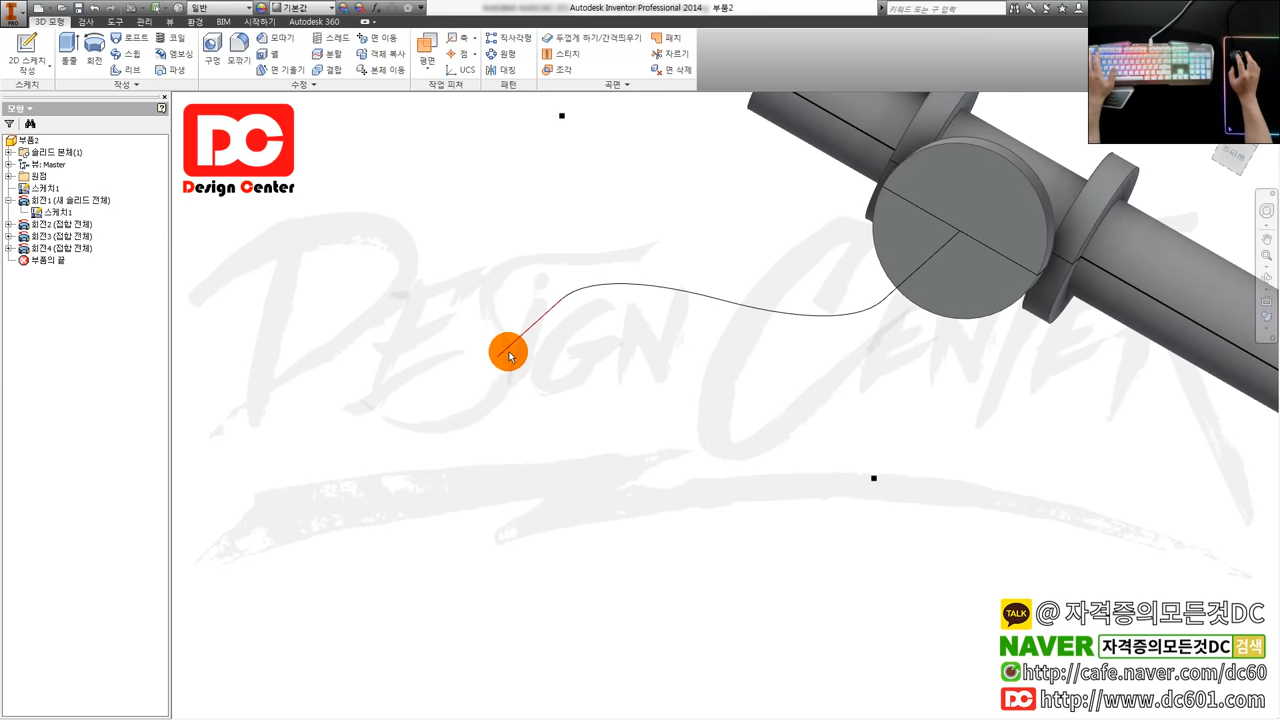 Autodesk Inventor Professional 2014 부품2
키워드 또는 구 입력
일반
기본값
PRO
3D 모형 검사 도구 관리 뷰 환경 BIM 시작하기 Autodesk 360
2D 스케치 작성
돌출
회전
로프트
스윕
리브
코일
엠보싱
파생
구멍
모깎기
모따기
쉘
면 기울기
스레드
분할
결합
면 이동
객체 복사
본체 이동
평면
축
점
UCS
직사각형
원형
대칭
두껍게 하기/간격띄우기
스티치
조각
패치
자르기
면 삭제
스케치 작성 수정 작업 피쳐 패턴 곡면
모형
부품2
솔리드 본체(1)
뷰: Master
원점
스케치1
회전1 (새 솔리드 전체)
스케치1
회전2 (접합 전체)
회전3 (접합 전체)
회전4 (접합 전체)
부품의 끝
DC
Design Center
DESIGN CENTER
TALK @ 자격증의모든것DC
NAVER 자격증의모든것DC 검색
http://cafe.naver.com/dc60
DC http://www.dc601.com